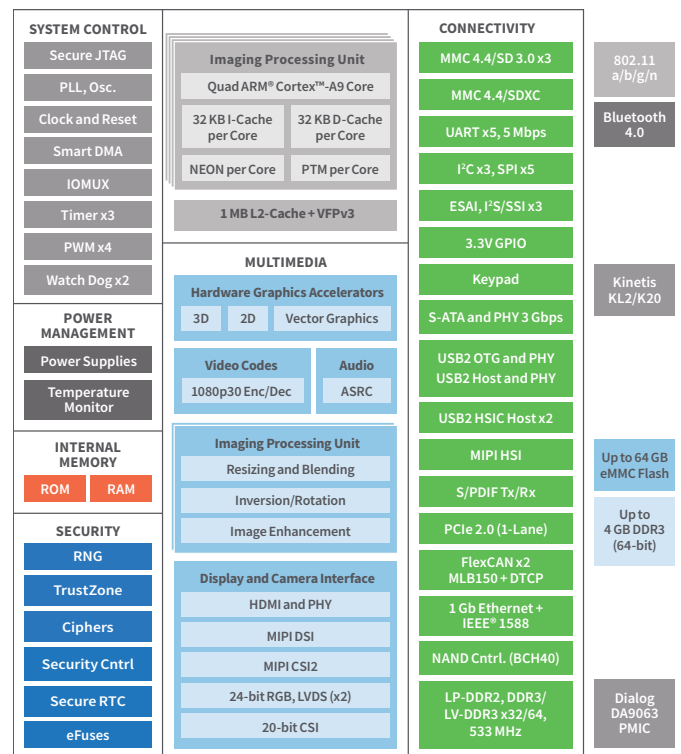 SYSTEM CONTROL
Secure JTAG
PLL, Osc.
Clock and Reset
Smart DMA
IOMUX
Timer x3
PWM x4
Watch Dog x2
POWER
MANAGEMENT
Power Supplies
Temperature
Monitor
INTERNAL
MEMORY
ROM
RAM
SECURITY
RNG
TrustZone
Ciphers
Security Cntrl
Secure RTC
eFuses
Imaging Processing Unit
Quad ARM® Cortex™-A9 Core
32 KB I-Cache
per Core
32 KB D-Cache
per Core
NEON per Core
PTM per Core
1 MB L2-Cache + VFPv3
MULTIMEDIA
Hardware Graphics Accelerators
3D
2D
Vector Graphics
Video Codes
1080p30 Enc/Dec
Audio
ASRC
Imaging Processing Unit
Resizing and Blending
Inversion/Rotation
Image Enhancement
Display and Camera Interface
HDMI and PHY
MIPI DSI
MIPI CSI2
24-bit RGB, LVDS (x2)
20-bit CSI
CONNECTIVITY
MMC 4.4/SD 3.0 x3
MMC 4.4/SDXC
UART x5, 5 Mbps
I²C x3, SPI x5
ESAI, I²S/SSI x3
3.3V GPIO
Keypad
S-ATA and PHY 3 Gbps
USB2 OTG and PHY
USB2 Host and PHY
USB2 HSIC Host x2
MIPI HSI
S/PDIF Tx/Rx
PCIe 2.0 (1-Lane)
FlexCAN x2
MLB150 + DTCP
1 Gb Ethernet +
IEEE® 1588
NAND Cntrl. (BCH40)
LP-DDR2, DDR3/
LV-DDR3 x32/64,
533 MHz
802.11
a/b/g/n
Bluetooth
4.0
Kinetis
KL2/K20
Up to 64 GB
eMMC Flash
Up to
4 GB DDR3
(64-bit)
Dialog
DA9063
PMIC